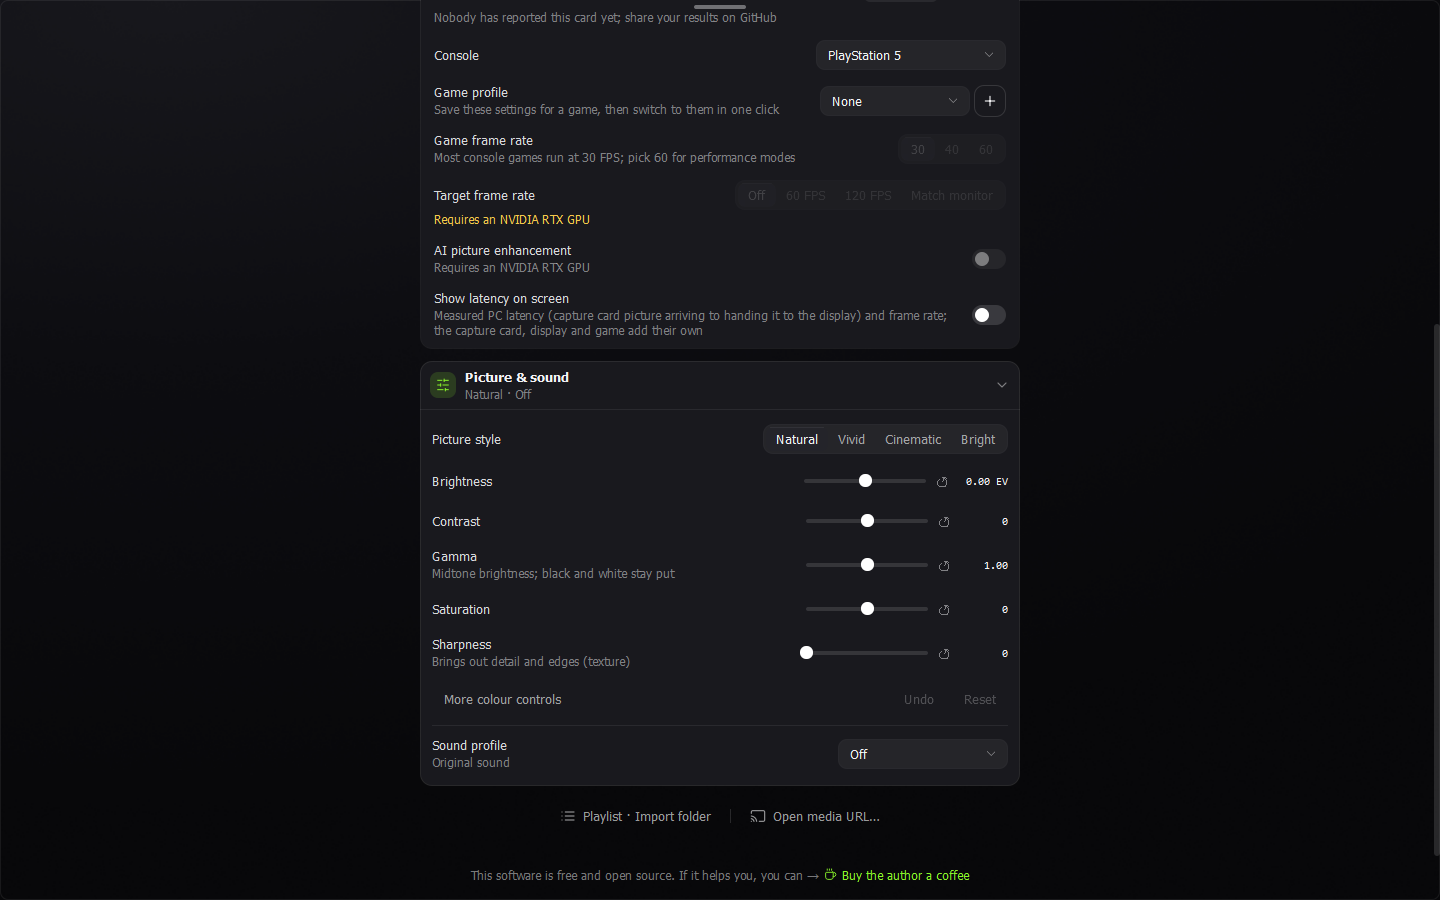 Nobody has reported this card yet; share your results on GitHub
Console
PlayStation 5
Game profile
Save these settings for a game, then switch to them in one click
None
Game frame rate
Most console games run at 30 FPS; pick 60 for performance modes
30 40 60
Target frame rate
Off 60 FPS 120 FPS Match monitor
Requires an NVIDIA RTX GPU
AI picture enhancement
Requires an NVIDIA RTX GPU
Show latency on screen
Measured PC latency (capture card picture arriving to handing it to the display) and frame rate;
the capture card, display and game add their own
Picture & sound
Natural · Off
Picture style
Natural Vivid Cinematic Bright
Brightness
0.00 EV
Contrast
0
Gamma
Midtone brightness; black and white stay put
1.00
Saturation
0
Sharpness
Brings out detail and edges (texture)
0
More colour controls
Undo Reset
Sound profile
Original sound
Off
Playlist · Import folder
Open media URL...
This software is free and open source. If it helps you, you can → Buy the author a coffee